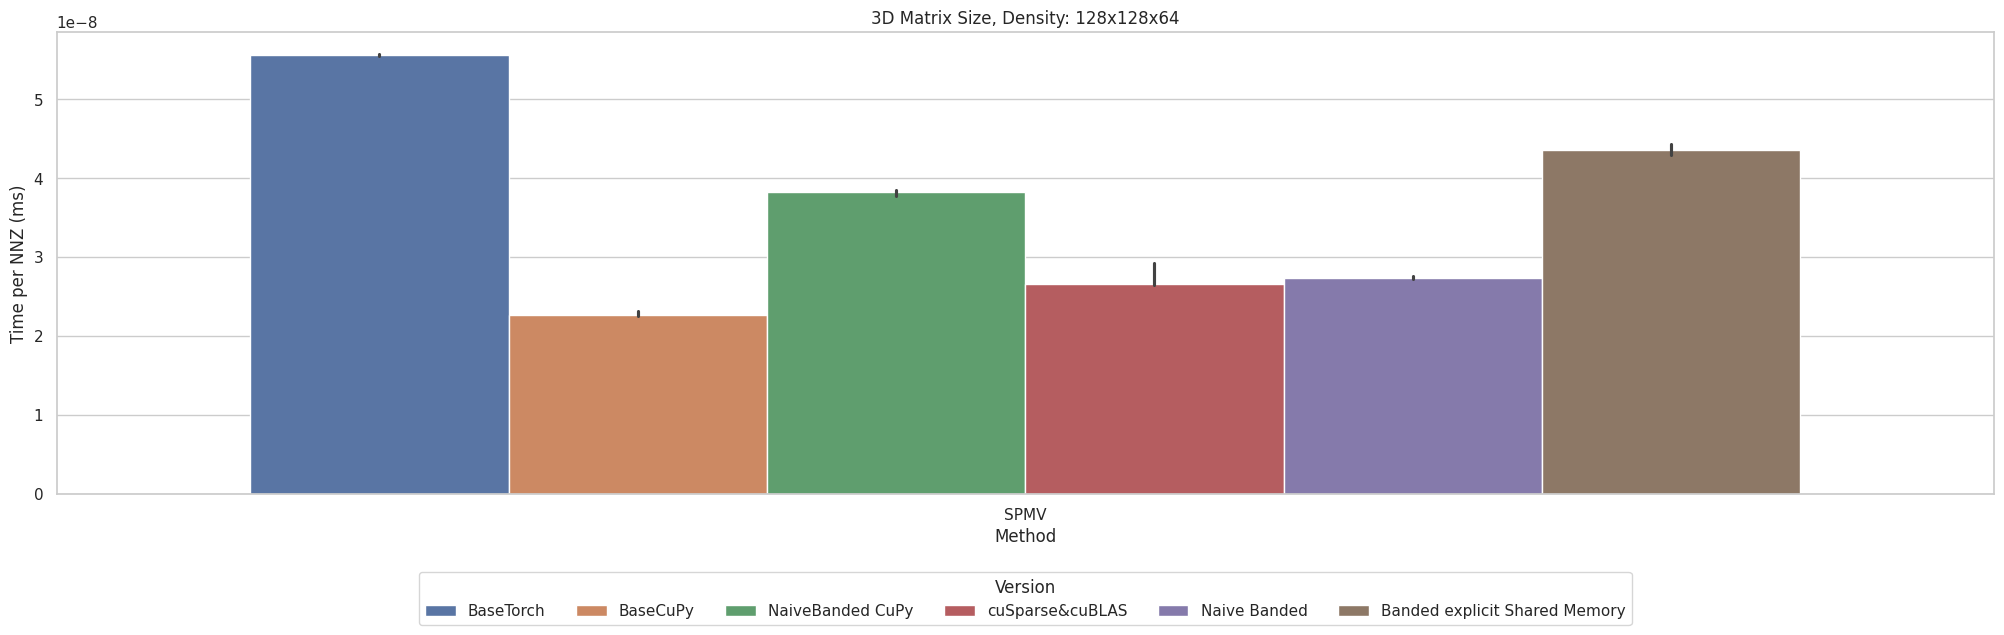 3D Matrix Size, Density: 128x128x64
1e−8
5
4
3
2
1
0
Time per NNZ (ms)
SPMV
Method
Version
BaseTorch BaseCuPy NaiveBanded CuPy cuSparse&cuBLAS Naive Banded Banded explicit Shared Memory